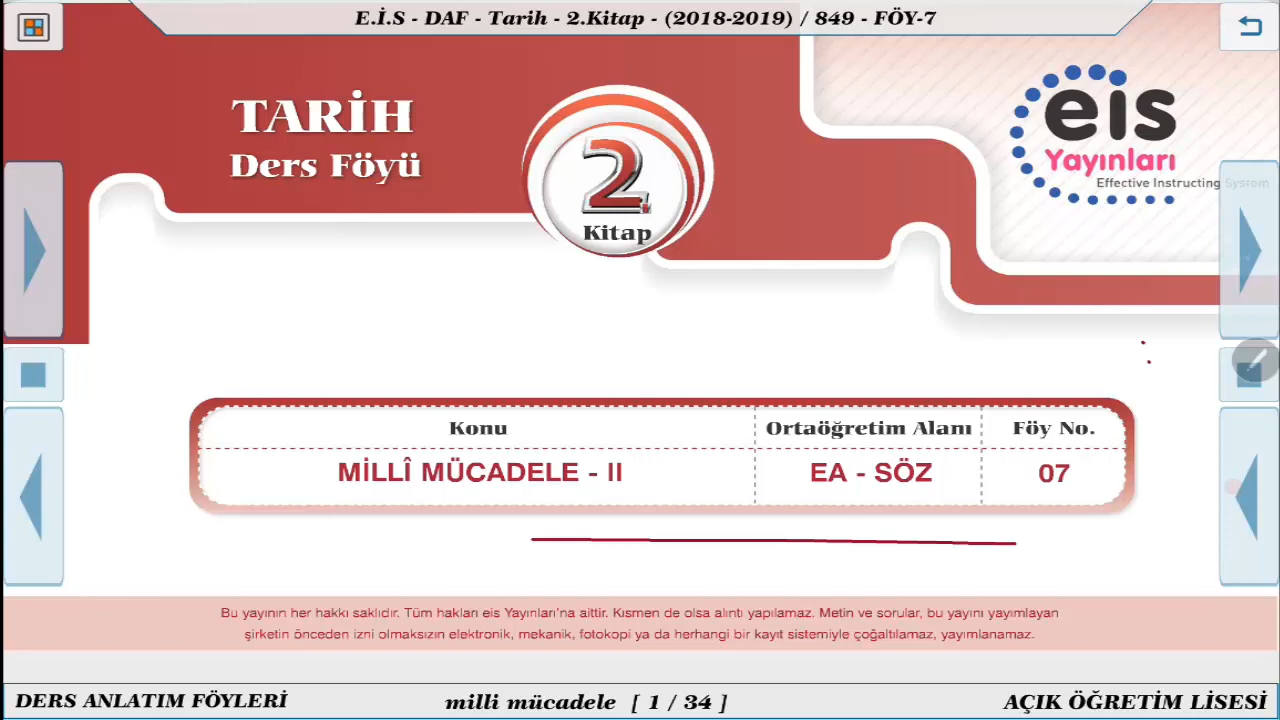 E.İ.S - DAF - Tarih - 2.Kitap - (2018-2019) / 849 - FÖY-7
TARİH
Ders Föyü
2.
Kitap
eis
Yayınları
Effective Instructing System
Konu
Ortaöğretim Alanı
Föy No.
MİLLÎ MÜCADELE - II
EA - SÖZ
07
Bu yayının her hakkı saklıdır. Tüm hakları eis Yayınları'na aittir. Kısmen de olsa alıntı yapılamaz. Metin ve sorular, bu yayını yayımlayan
şirketin önceden izni olmaksızın elektronik, mekanik, fotokopi ya da herhangi bir kayıt sistemiyle çoğaltılamaz, yayımlanamaz.
DERS ANLATIM FÖYLERİ
milli mücadele [ 1 / 34 ]
AÇIK ÖĞRETİM LİSESİ